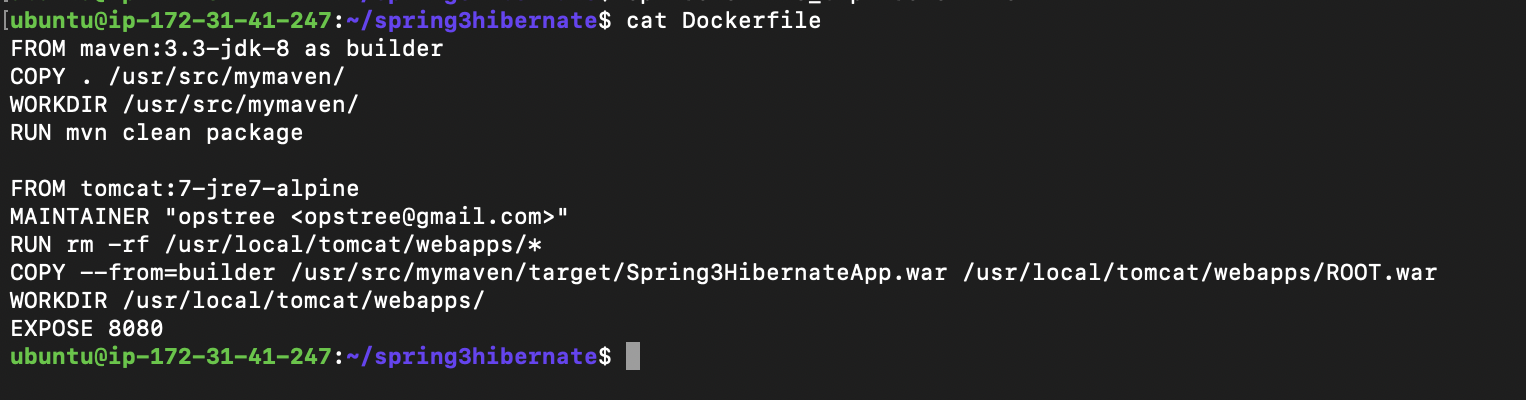 [ubuntu@ip-172-31-41-247:~/spring3hibernate$ cat Dockerfile
FROM maven:3.3-jdk-8 as builder
COPY . /usr/src/mymaven/
WORKDIR /usr/src/mymaven/
RUN mvn clean package
FROM tomcat:7-jre7-alpine
MAINTAINER "opstree <opstree@gmail.com>"
RUN rm -rf /usr/local/tomcat/webapps/*
COPY --from=builder /usr/src/mymaven/target/Spring3HibernateApp.war /usr/local/tomcat/webapps/ROOT.war
WORKDIR /usr/local/tomcat/webapps/
EXPOSE 8080
ubuntu@ip-172-31-41-247:~/spring3hibernate$